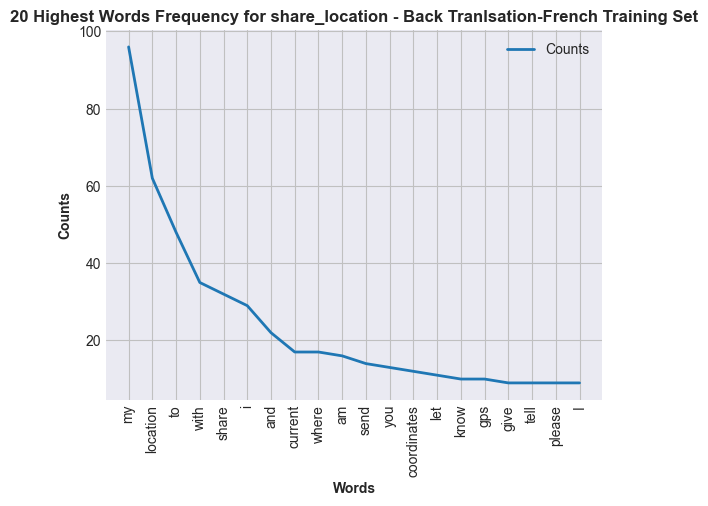 20 Highest Words Frequency for share_location - Back Tranlsation-French Training Set
Counts
100
80
60
40
20
Counts
my
location
to
with
share
i
and
current
where
am
send
you
coordinates
let
know
gps
give
tell
please
I
Words